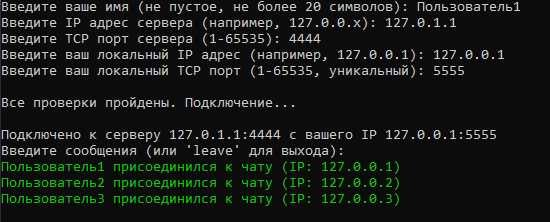 Введите ваше имя (не пустое, не более 20 символов): Пользователь1
Введите IP адрес сервера (например, 127.0.0.x): 127.0.1.1
Введите TCP порт сервера (1-65535): 4444
Введите ваш локальный IP адрес (например, 127.0.0.1): 127.0.0.1
Введите ваш локальный TCP порт (1-65535, уникальный): 5555
Все проверки пройдены. Подключение...
Подключено к серверу 127.0.1.1:4444 с вашего IP 127.0.0.1:5555
Введите сообщения (или 'leave' для выхода):
Пользователь1 присоединился к чату (IP: 127.0.0.1)
Пользователь2 присоединился к чату (IP: 127.0.0.2)
Пользователь3 присоединился к чату (IP: 127.0.0.3)